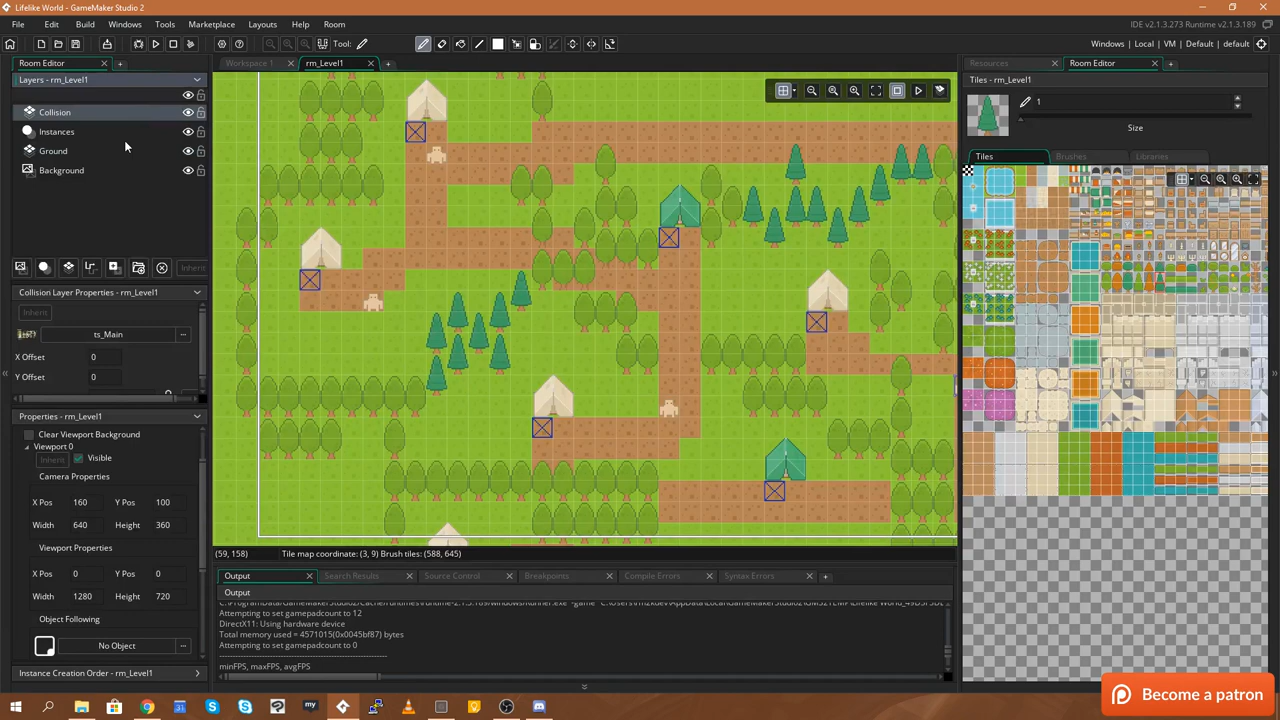 Lifelike World - GameMaker Studio 2
File Edit Build Windows Tools Marketplace Layouts Help Room
IDE v2.1.3.273 Runtime v2.1.3.189
Tool:
Windows | Local | VM | Default | default
Room Editor
Workspace 1
rm_Level1
Resources
Room Editor
Layers - rm_Level1
Tiles - rm_Level1
Collision
Instances
Ground
Background
1
Size
Tiles
Brushes
Libraries
Inherit
Collision Layer Properties - rm_Level1
Inherit
ts_Main
X Offset 0
Y Offset 0
Properties - rm_Level1
Clear Viewport Background
Viewport 0
Inherit Visible
Camera Properties
X Pos 160 Y Pos 100
Width 640 Height 360
Viewport Properties
X Pos 0 Y Pos 0
Width 1280 Height 720
Object Following
No Object
Instance Creation Order - rm_Level1
(59, 158) Tile map coordinate: (3, 9) Brush tiles: (588, 645)
Output Search Results Source Control Breakpoints Compile Errors Syntax Errors
Output
Attempting to set gamepadcount to 12
DirectX11: Using hardware device
Total memory used = 4571015(0x0045bf87) bytes
Attempting to set gamepadcount to 0
minFPS, maxFPS, avgFPS
Become a patron
my